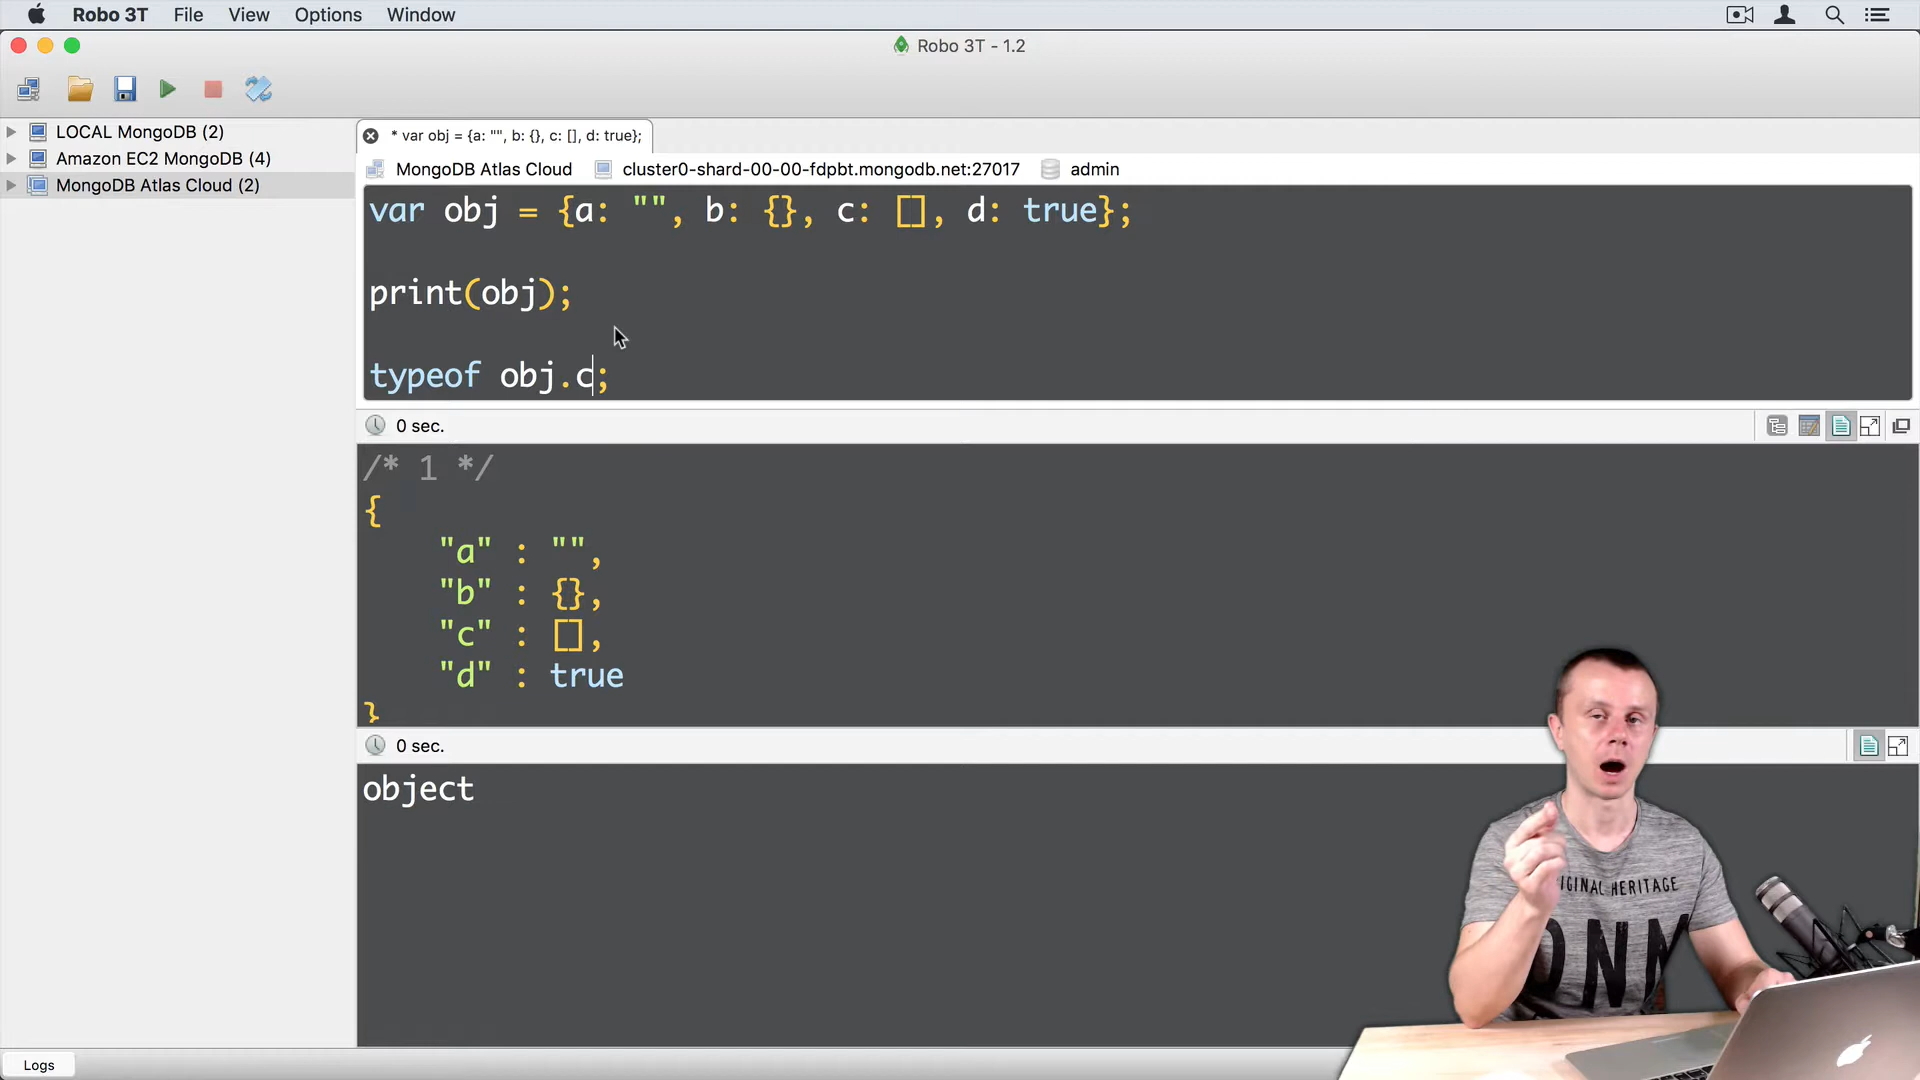 Robo 3T File View Options Window
Robo 3T - 1.2
LOCAL MongoDB (2)
Amazon EC2 MongoDB (4)
MongoDB Atlas Cloud (2)
* var obj = {a: "", b: {}, c: [], d: true};
MongoDB Atlas Cloud cluster0-shard-00-00-fdpbt.mongodb.net:27017 admin
var obj = {a: "", b: {}, c: [], d: true};
print(obj);
typeof obj.c;
0 sec.
/* 1 */
{
"a" : "",
"b" : {},
"c" : [],
"d" : true
}
0 sec.
object
HERITAGE
Logs